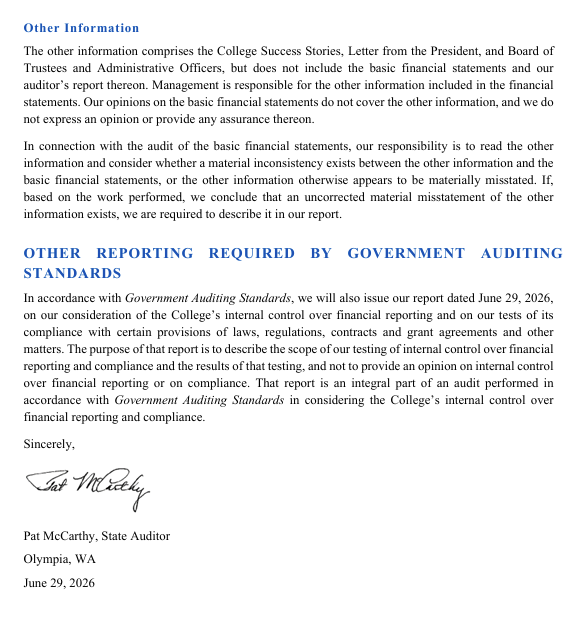 Other Information
The other information comprises the College Success Stories, Letter from the President, and Board of
Trustees and Administrative Officers, but does not include the basic financial statements and our
auditor's report thereon. Management is responsible for the other information included in the financial
statements. Our opinions on the basic financial statements do not cover the other information, and we do
not express an opinion or provide any assurance thereon.
In connection with the audit of the basic financial statements, our responsibility is to read the other
information and consider whether a material inconsistency exists between the other information and the
basic financial statements, or the other information otherwise appears to be materially misstated. If,
based on the work performed, we conclude that an uncorrected material misstatement of the other
information exists, we are required to describe it in our report.
OTHER REPORTING REQUIRED BY GOVERNMENT AUDITING
STANDARDS
In accordance with Government Auditing Standards, we will also issue our report dated June 29, 2026,
on our consideration of the College's internal control over financial reporting and on our tests of its
compliance with certain provisions of laws, regulations, contracts and grant agreements and other
matters. The purpose of that report is to describe the scope of our testing of internal control over financial
reporting and compliance and the results of that testing, and not to provide an opinion on internal control
over financial reporting or on compliance. That report is an integral part of an audit performed in
accordance with Government Auditing Standards in considering the College's internal control over
financial reporting and compliance.
Sincerely,
Pat McCarthy
Pat McCarthy, State Auditor
Olympia, WA
June 29, 2026